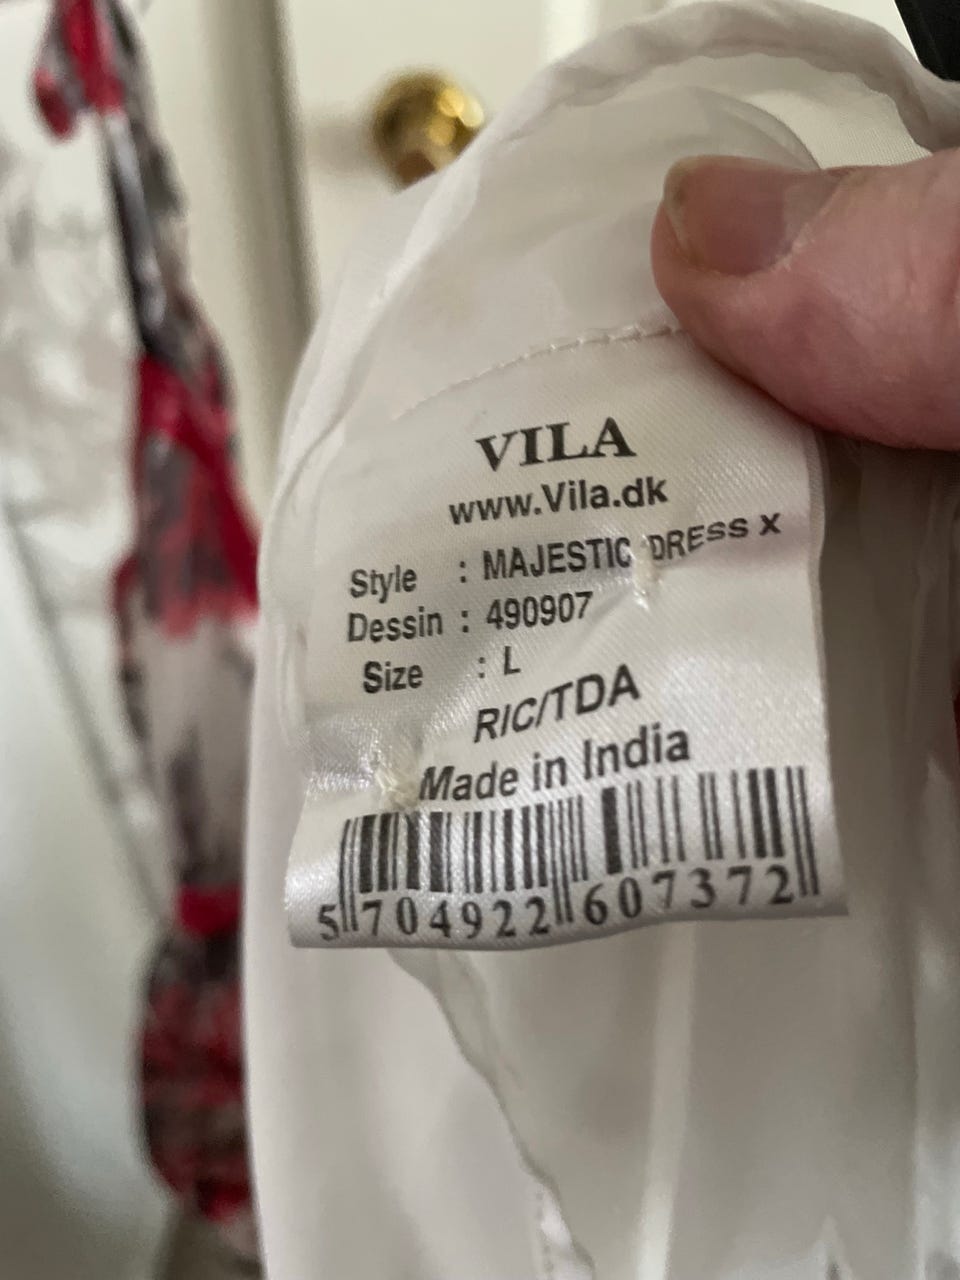 VILA
www.Vila.dk
Style : MAJESTIC DRESS X
Dessin : 490907
Size : L
RIC/TDA
Made in India
5 704922 607372